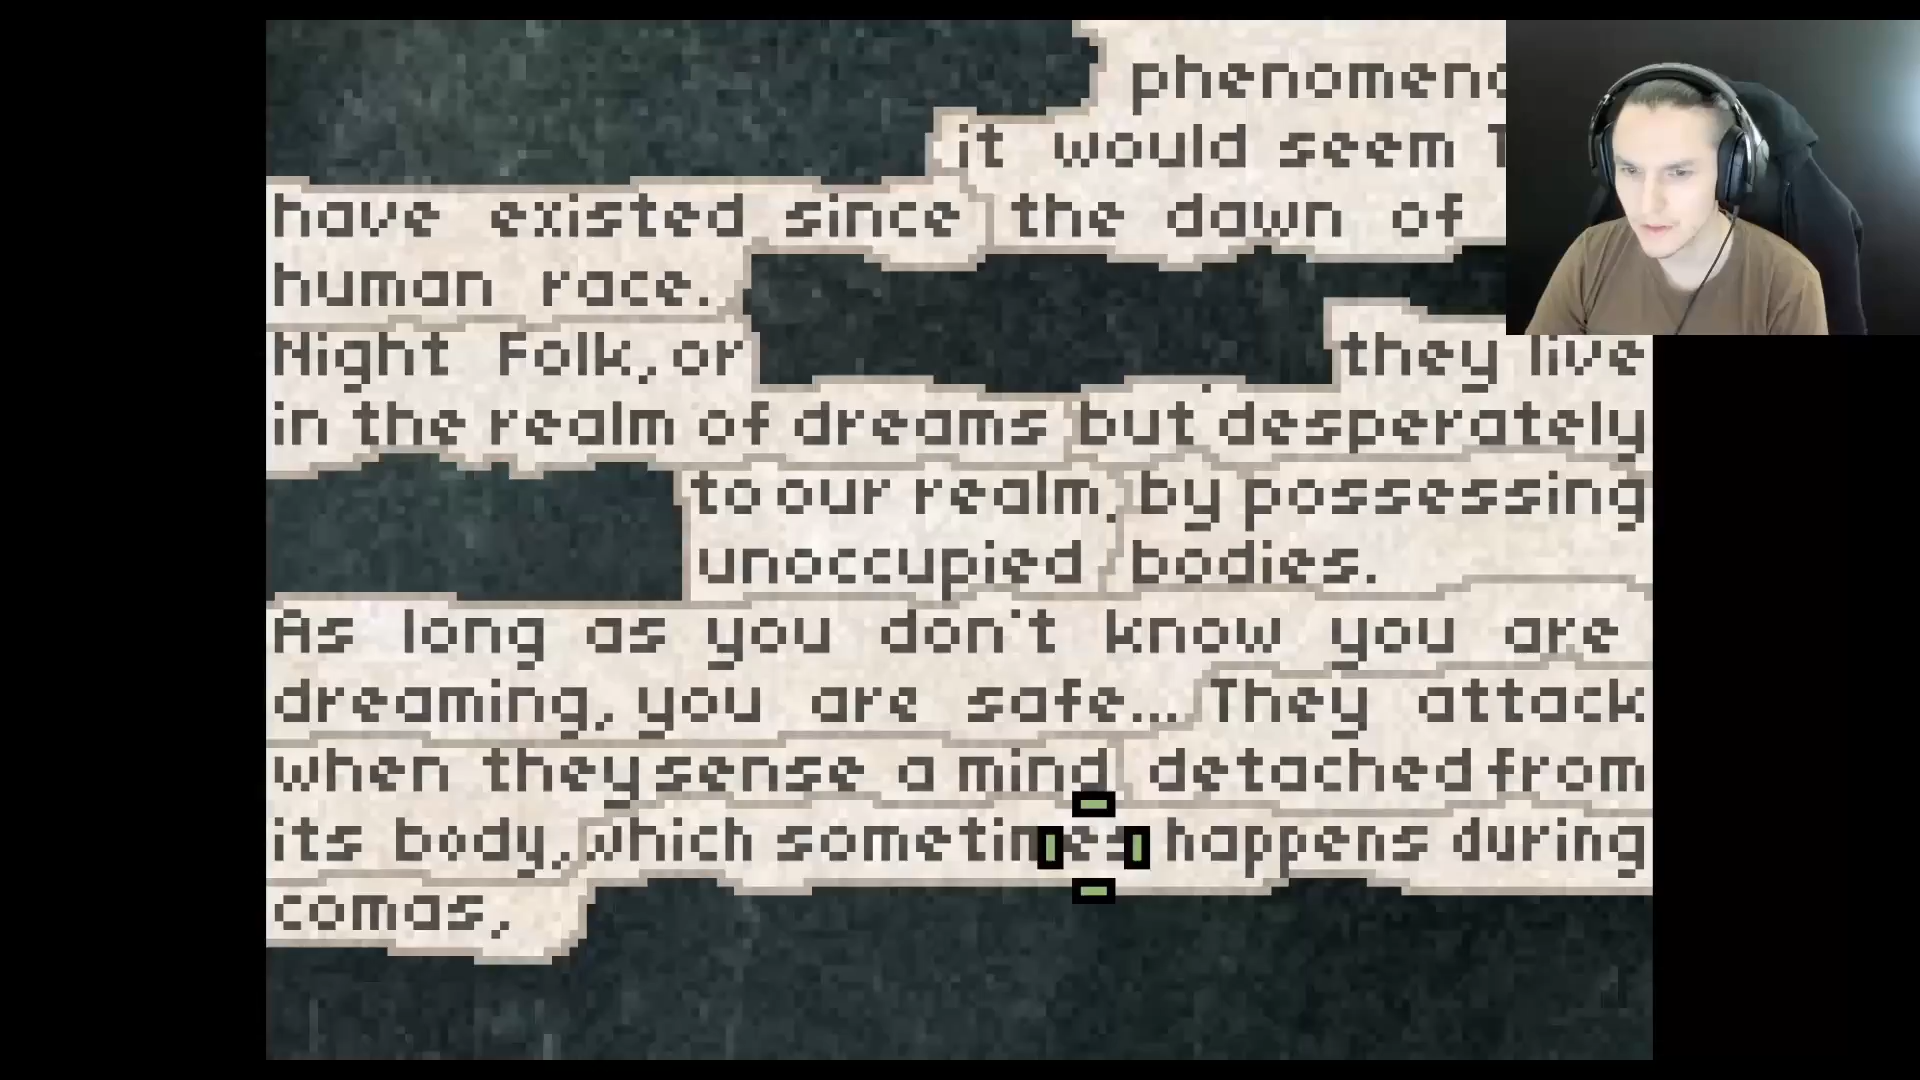 it would seem
have existed since the dawn of
human race.
Night Folk, or they live
in the realm of dreams but desperately
to our realm, by possessing
unoccupied bodies.
As long as you don't know you are
dreaming, you are safe... They attack
when they sense a mind detached from
its body, which sometimes happens during
comas,